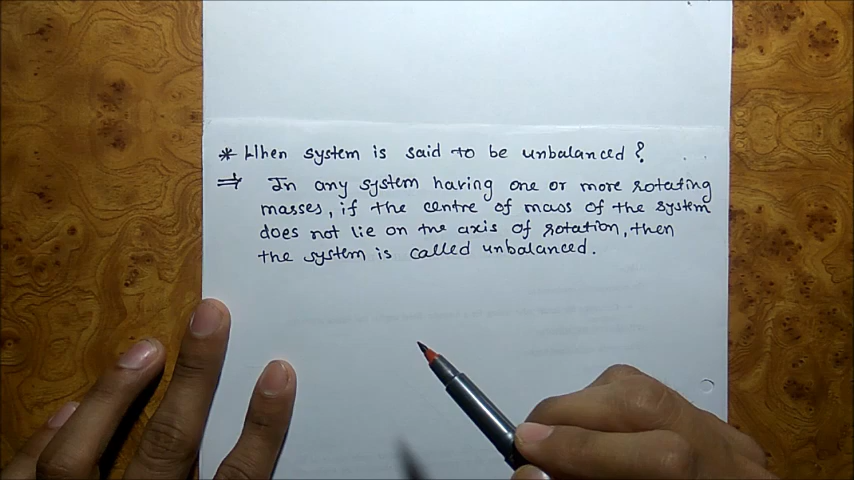 * When system is said to be unbalanced?
⇒ In any system having one or more rotating
masses, if the centre of mass of the system
does not lie on the axis of rotation, then
the system is called unbalanced.